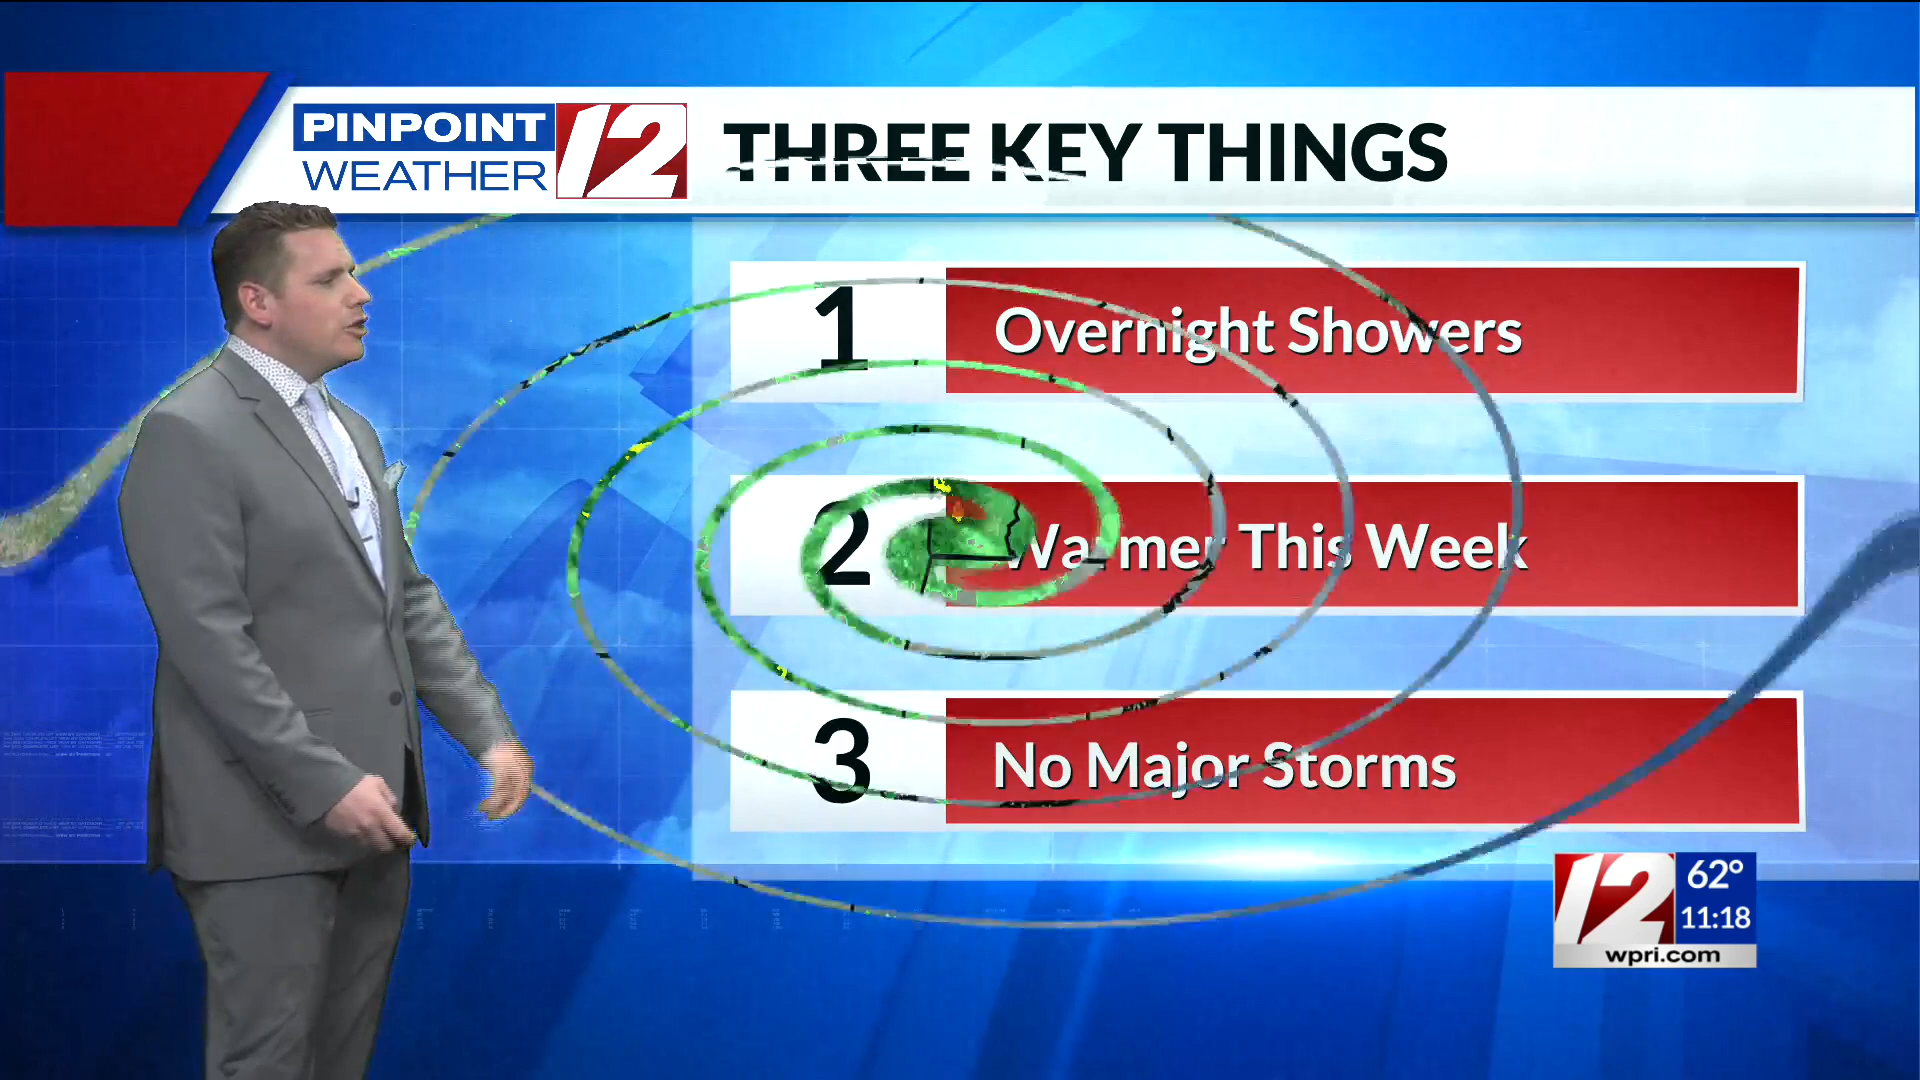 PINPOINT
WEATHER
12
THREE KEY THINGS
1
Overnight Showers
2
Warmer This Week
3
No Major Storms
12
62°
11:18
wpri.com